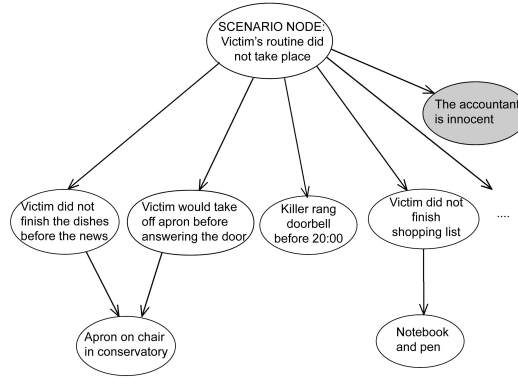 SCENARIO NODE:
Victim's routine did
not take place
The accountant
is innocent
Victim did not
finish the dishes
before the news
Victim would take
off apron before
answering the door
Killer rang
doorbell
before 20:00
Victim did not
finish
shopping list
....
Apron on chair
in conservatory
Notebook
and pen